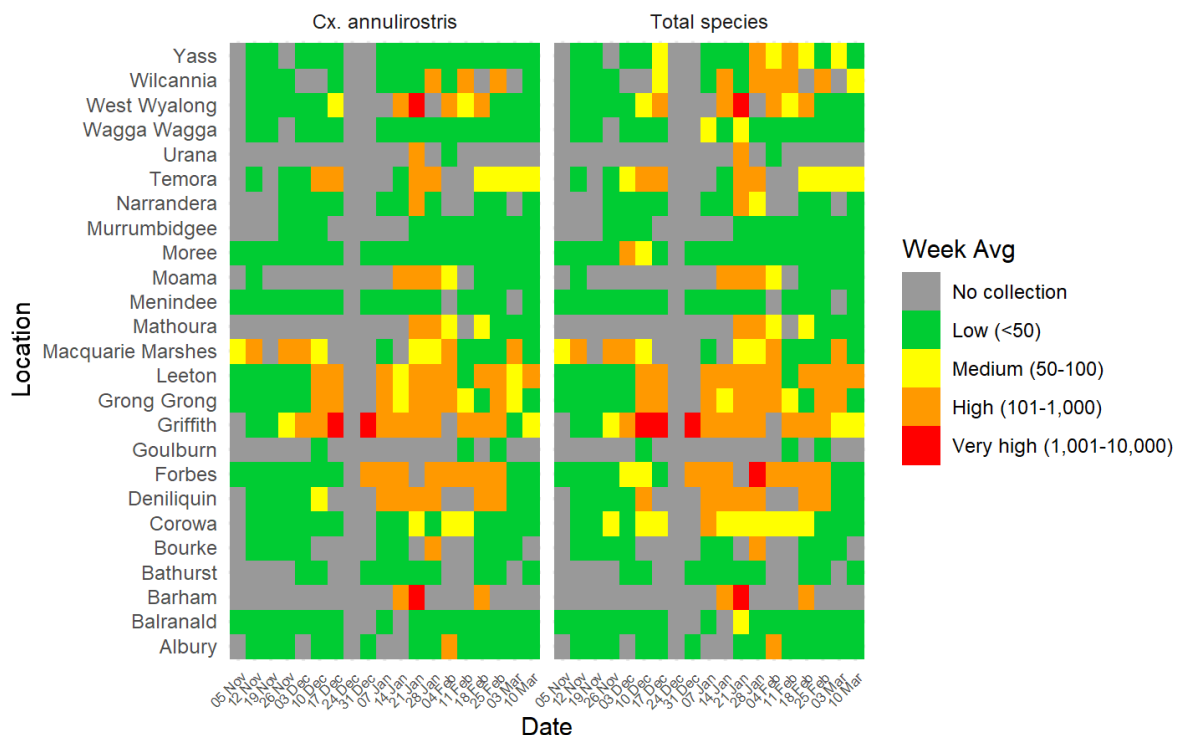 Cx. annulirostris
Total species
Location
Yass
Wilcannia
West Wyalong
Wagga Wagga
Urana
Temora
Narrandera
Murrumbidgee
Moree
Moama
Menindee
Mathoura
Macquarie Marshes
Leeton
Grong Grong
Griffith
Goulburn
Forbes
Deniliquin
Corowa
Bourke
Bathurst
Barham
Balranald
Albury
05 Nov
12 Nov
19 Nov
26 Nov
03 Dec
10 Dec
17 Dec
24 Dec
31 Dec
07 Jan
14 Jan
21 Jan
28 Jan
04 Feb
11 Feb
18 Feb
25 Feb
03 Mar
10 Mar
05 Nov
12 Nov
19 Nov
26 Nov
03 Dec
10 Dec
17 Dec
24 Dec
31 Dec
07 Jan
14 Jan
21 Jan
28 Jan
04 Feb
11 Feb
18 Feb
25 Feb
03 Mar
10 Mar
Date
Week Avg
No collection
Low (<50)
Medium (50-100)
High (101-1,000)
Very high (1,001-10,000)